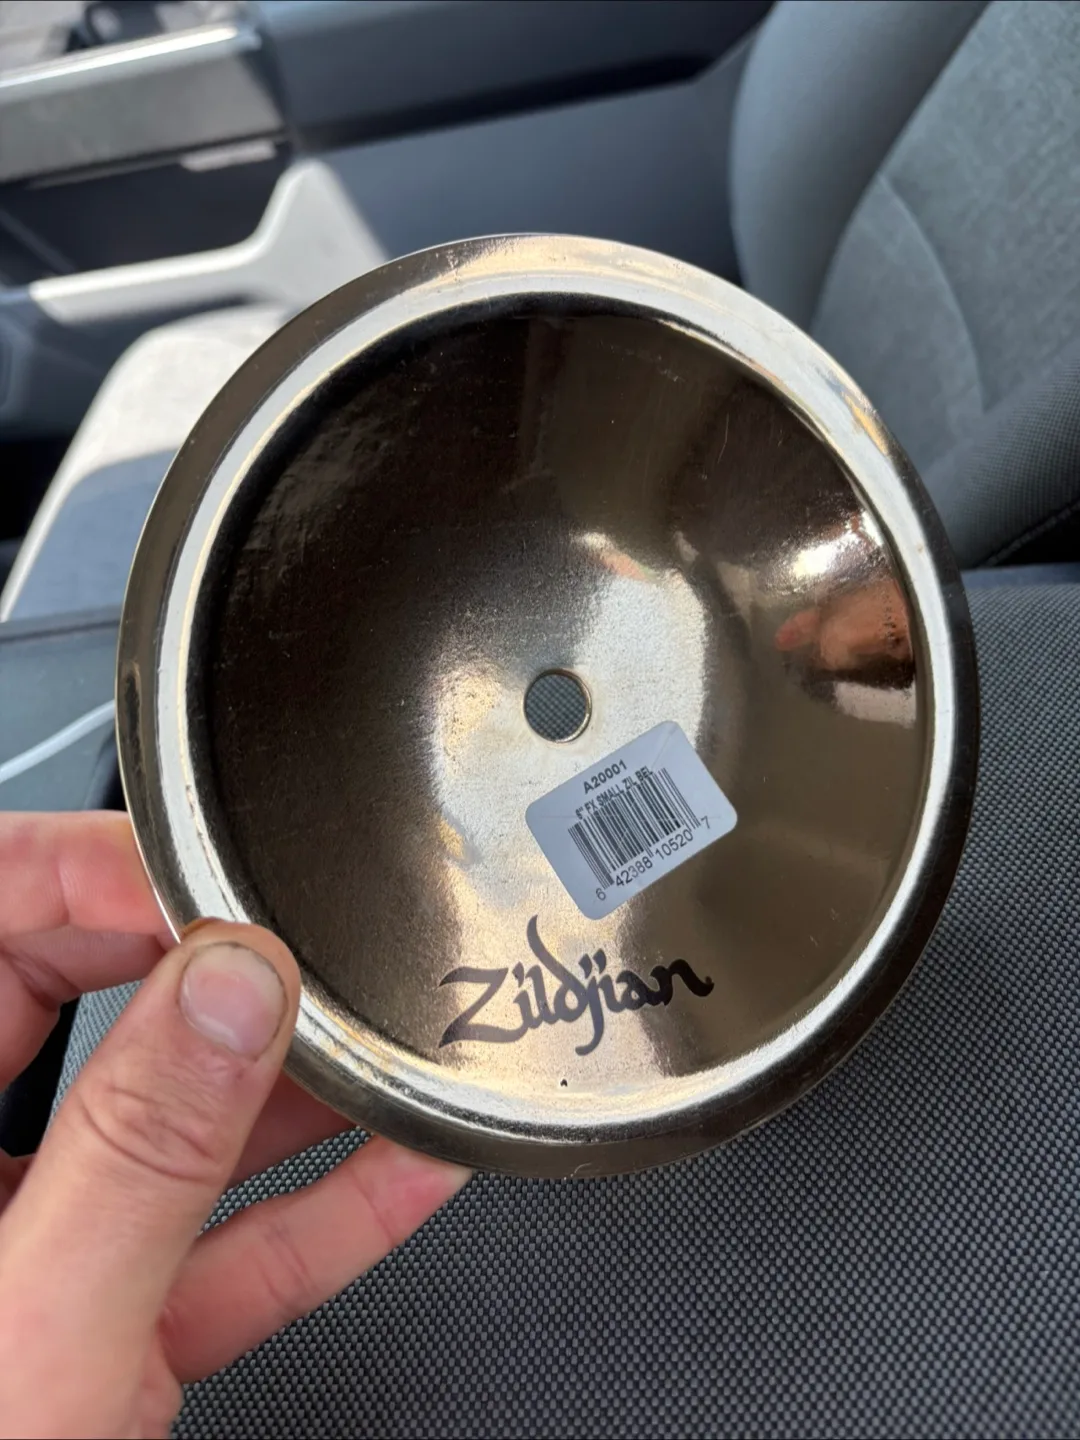 A20001
6" FX SMALL ZIL BEL
6 42388 10520 7
Zildjian